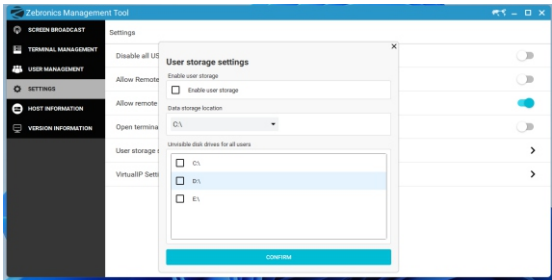 Zebronics Management Tool
SCREEN BROADCAST
TERMINAL MANAGEMENT
USER MANAGEMENT
SETTINGS
HOST INFORMATION
VERSION INFORMATION
Settings
Disable all US
Allow Remote
Allow remote
Open termina
User storage s
VirtualIP Setti
User storage settings
Enable user storage
Enable user storage
Data storage location
C:\
Unvisible disk drives for all users
C:\
D:\
E:\
CONFIRM